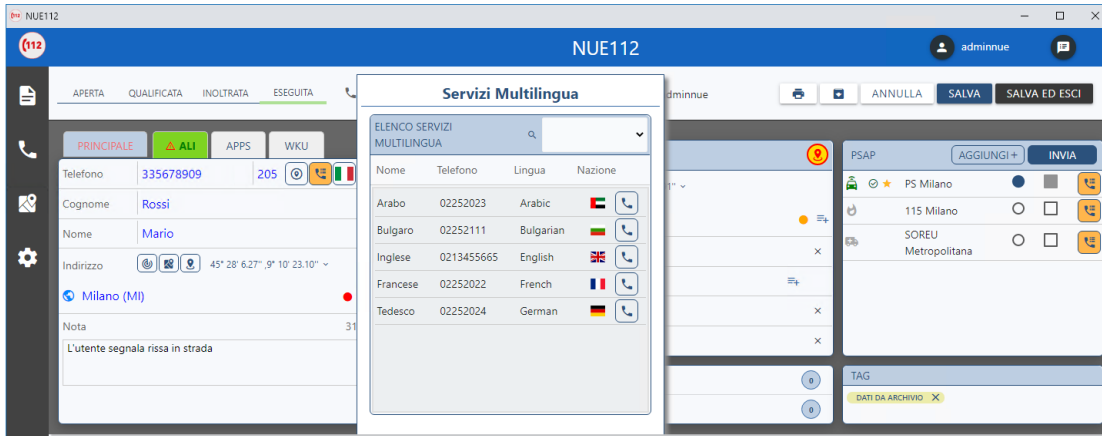 NUE112
112
NUE112
adminnue
APERTA QUALIFICATA INOLTRATA ESEGUITA
dminnue
ANNULLA SALVA SALVA ED ESCI
PRINCIPALE ALI APPS WKU
Telefono 335678909 205
Cognome Rossi
Nome Mario
Indirizzo 45° 28' 6.27'' ,9° 10' 23.10''
Milano (MI)
Nota 31
L'utente segnala rissa in strada
Servizi Multilingua
ELENCO SERVIZI
MULTILINGUA
Nome Telefono Lingua Nazione
Arabo 02252023 Arabic
Bulgaro 02252111 Bulgarian
Inglese 0213455665 English
Francese 02252022 French
Tedesco 02252024 German
1''
0
0
PSAP AGGIUNGI+ INVIA
PS Milano
115 Milano
SOREU
Metropolitana
TAG
DATI DA ARCHIVIO X